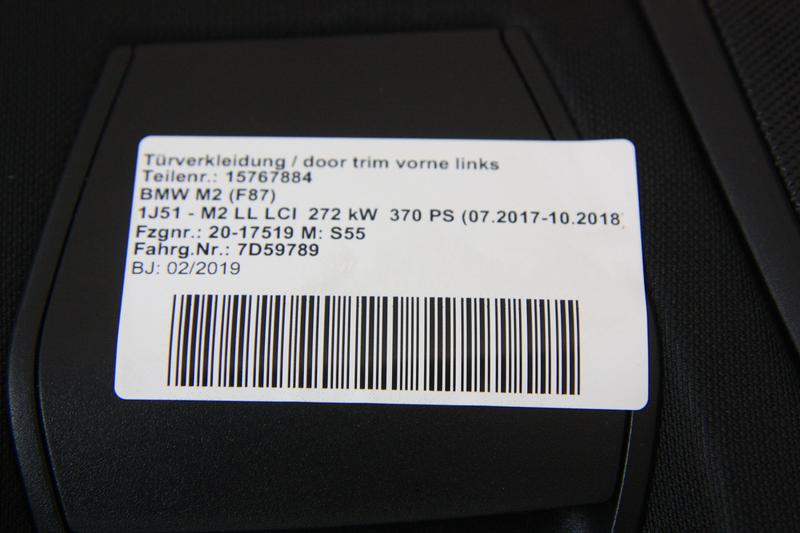 Türverkleidung / door trim vorne links
Teilenr.: 15767884
BMW M2 (F87)
1J51 - M2 LL LCI 272 kW 370 PS (07.2017-10.2018)
Fzgnr.: 20-17519 M: S55
Fahrg.Nr.: 7D59789
BJ: 02/2019